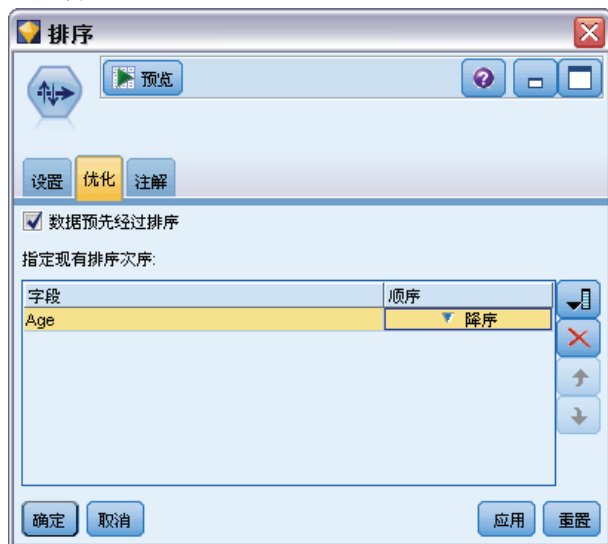 排序
预览
设置 优化 注解
数据预先经过排序
指定现有排序次序:
字段 顺序
Age 降序
确定 取消 应用 重置